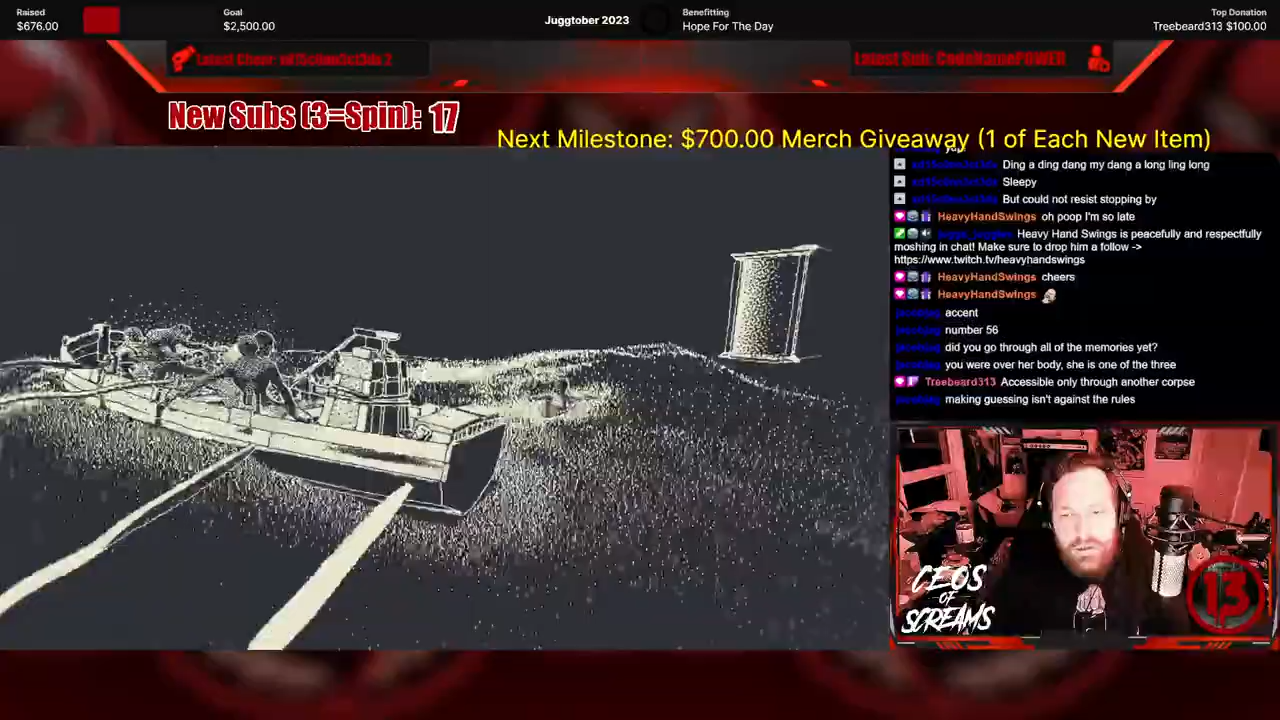 Raised
$676.00
Goal
$2,500.00
Juggtober 2023
Benefitting
Hope For The Day
Top Donation
Treebeard313 $100.00
Latest Cheer:
Latest Sub: CodeNamePOWER
New Subs (3=Spin): 17
Next Milestone: $700.00 Merch Giveaway (1 of Each New Item)
Ding a ding dang my dang a long ling long
Sleepy
But could not resist stopping by
HeavyHandSwings oh poop I'm so late
Heavy Hand Swings is peacefully and respectfully
moshing in chat! Make sure to drop him a follow ->
https://www.twitch.tv/heavyhandswings
HeavyHandSwings cheers
HeavyHandSwings
accent
number 56
did you go through all of the memories yet?
you were over her body, she is one of the three
Treebeard313 Accessible only through another corpse
making guessing isn't against the rules
CEOS
OF
SCREAMS
13